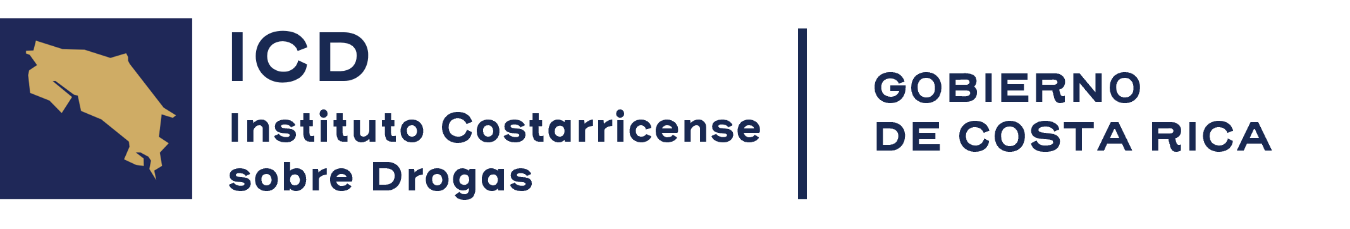 ICD
Instituto Costarricense
sobre Drogas
GOBIERNO
DE COSTA RICA